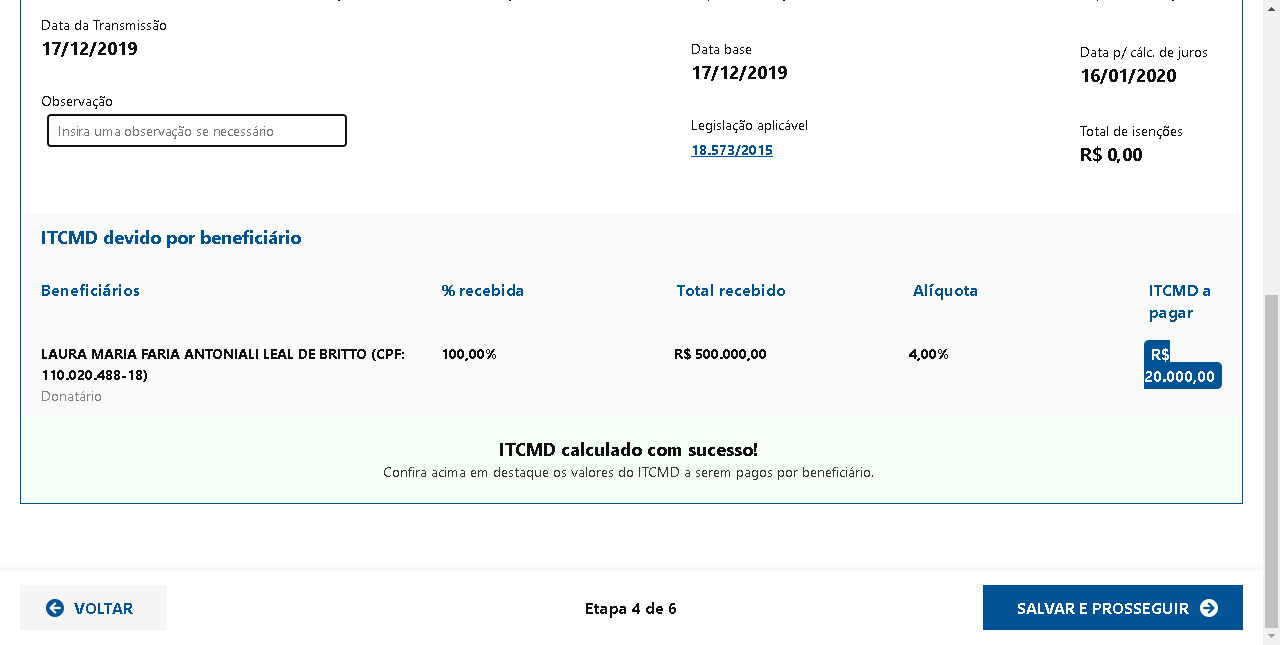 Data da Transmissão
17/12/2019
Data base
17/12/2019
Data p/ cálc. de juros
16/01/2020
Observação
Insira uma observação se necessário
Legislação aplicável
18.573/2015
Total de isenções
R$ 0,00
ITCMD devido por beneficiário
Beneficiários % recebida Total recebido Alíquota ITCMD a
pagar
LAURA MARIA FARIA ANTONIALI LEAL DE BRITTO (CPF: 100,00% R$ 500.000,00 4,00% R$
110.020.488-18) 20.000,00
Donatário
ITCMD calculado com sucesso!
Confira acima em destaque os valores do ITCMD a serem pagos por beneficiário.
VOLTAR Etapa 4 de 6 SALVAR E PROSSEGUIR